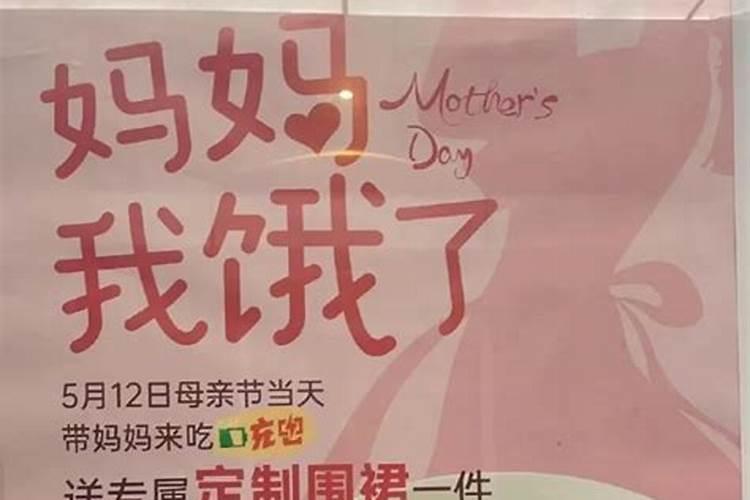 妈妈
Mother's
Day
我饿了
5月12日母亲节当天
带妈妈来吃充电
送专属定制围裙一件